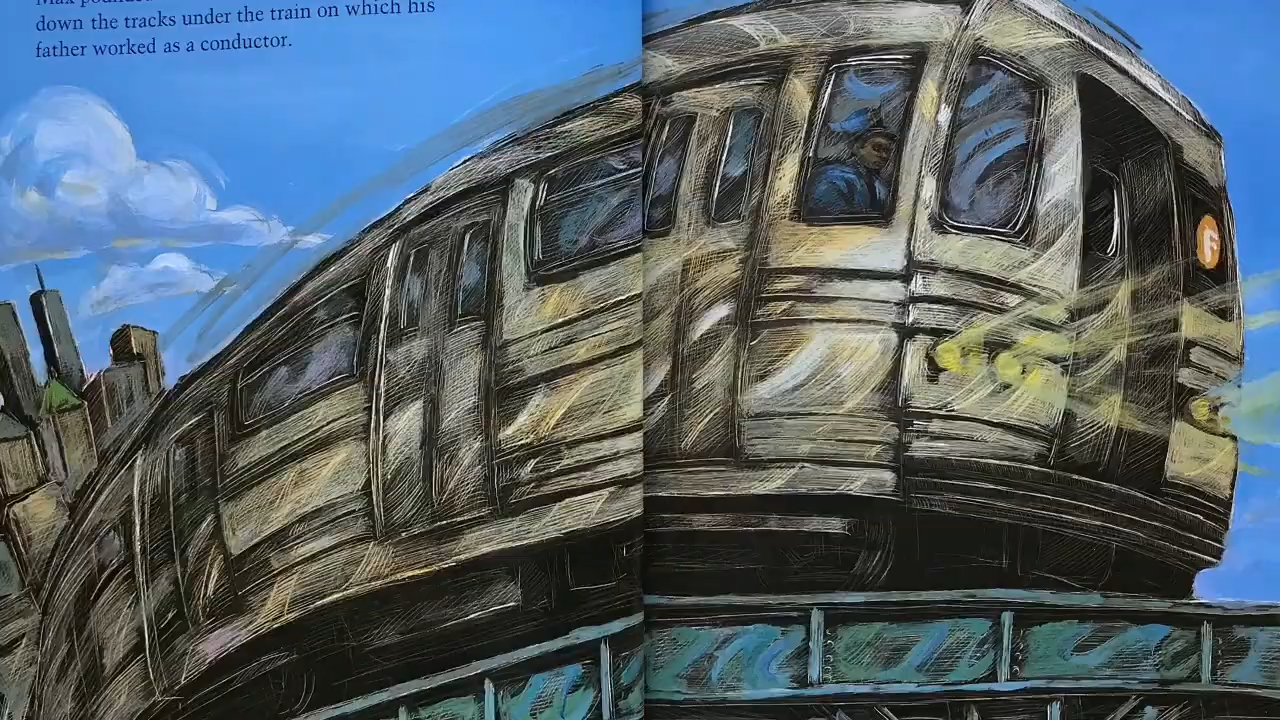 down the tracks under the train on which his
father worked as a conductor.
F